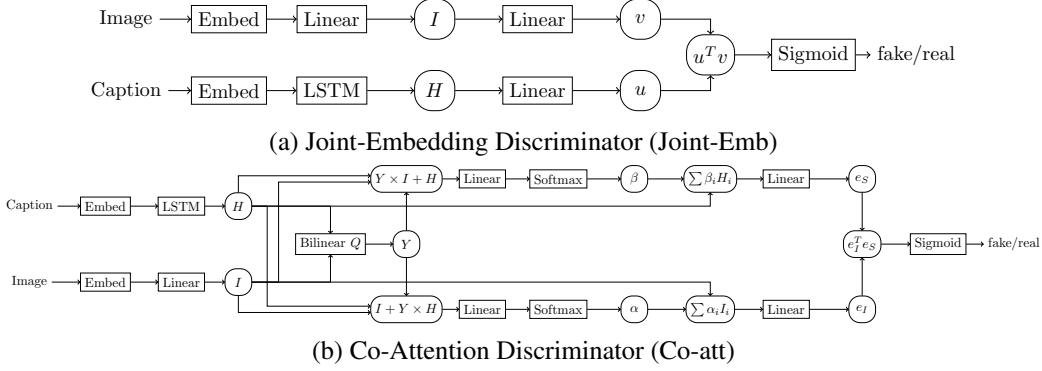 Image Embed Linear I Linear v
u^T v Sigmoid fake/real
Caption Embed LSTM H Linear u
(a) Joint-Embedding Discriminator (Joint-Emb)
Y × I + H Linear Softmax β ∑ β_i H_i Linear e_S
Caption Embed LSTM H
Bilinear Q Y e_I^T e_S Sigmoid fake/real
Image Embed Linear I
I + Y × H Linear Softmax α ∑ α_i I_i Linear e_I
(b) Co-Attention Discriminator (Co-att)